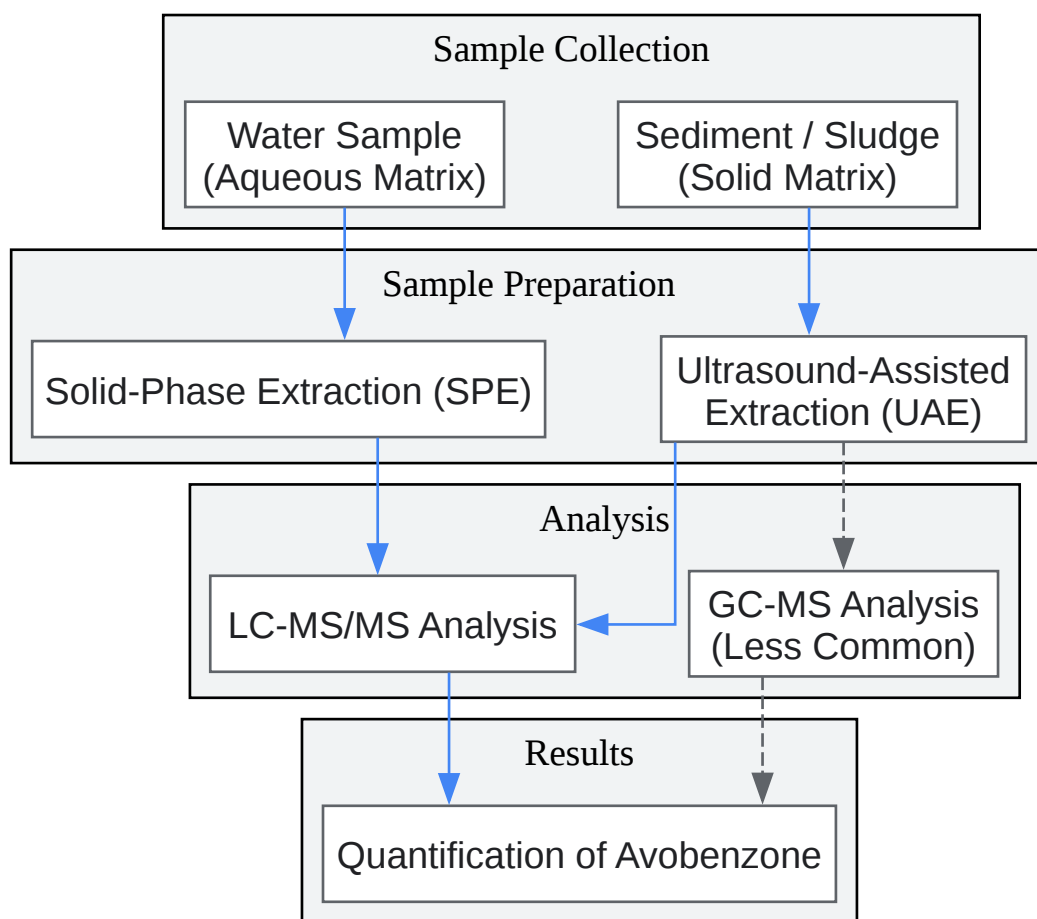 Sample Collection
Water Sample
(Aqueous Matrix)
Sediment / Sludge
(Solid Matrix)
Sample Preparation
Solid-Phase Extraction (SPE)
Ultrasound-Assisted
Extraction (UAE)
Analysis
LC-MS/MS Analysis
GC-MS Analysis
(Less Common)
Results
Quantification of Avobenzone